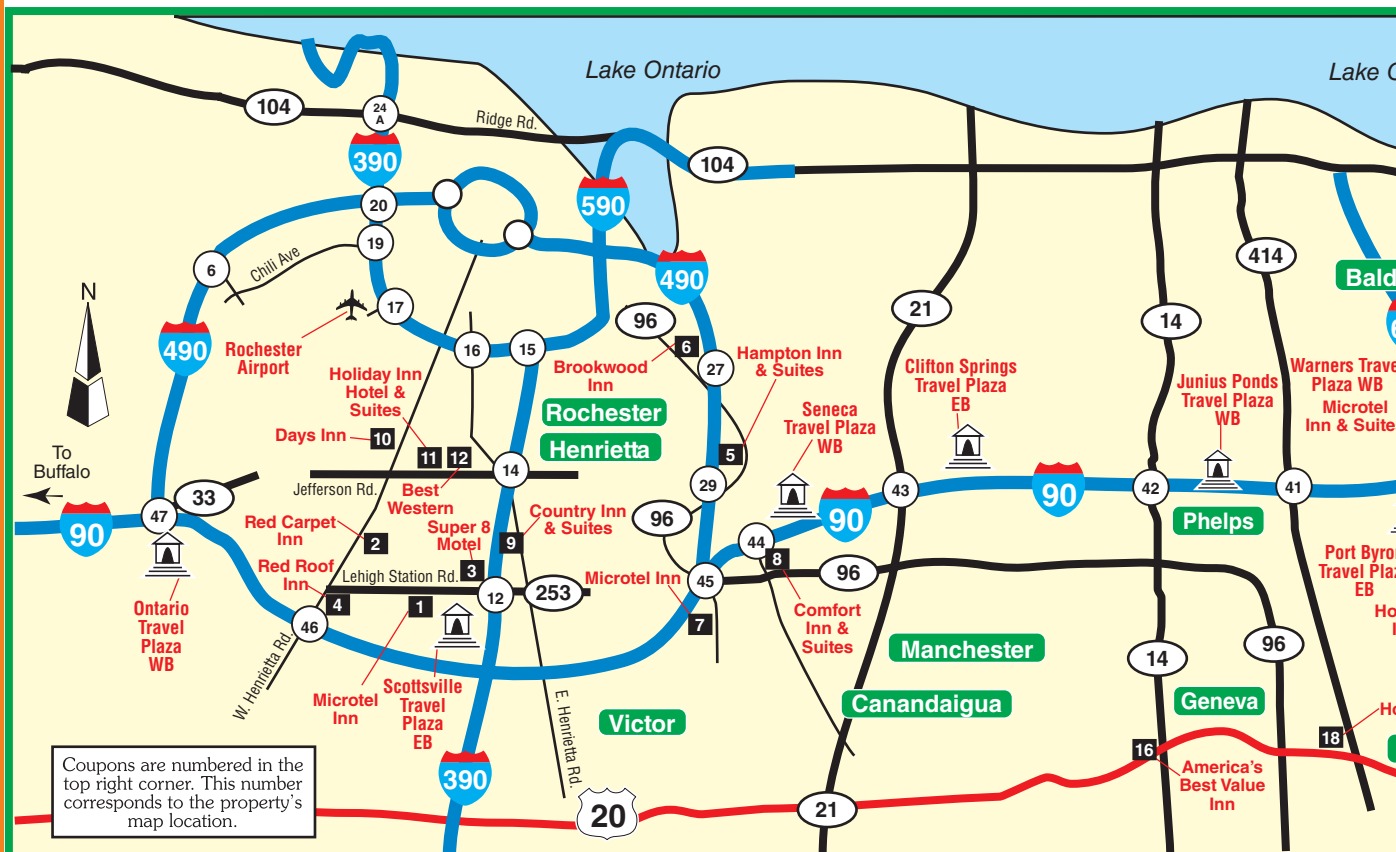 Lake Ontario
Lake O
104
24
A
Ridge Rd.
390
104
590
20
19
6
Chili Ave
490
414
Bald
N
17
96
21
14
490
Rochester
Airport
16
15
6
Brookwood
Inn
27
Hampton Inn
& Suites
Clifton Springs
Travel Plaza
EB
Junius Ponds
Travel Plaza
WB
Warners Trave
Plaza WB
Microtel
Inn & Suite
Holiday Inn
Hotel &
Suites
Rochester
Henrietta
Seneca
Travel Plaza
WB
Days Inn
10
11
12
5
To
Buffalo
14
Jefferson Rd.
Best
Western
29
43
90
42
41
33
47
90
96
90
Phelps
Red Carpet
Inn
2
Super 8
Motel
3
9
Country Inn
& Suites
44
8
Port Byro
Travel Plaz
EB
Red Roof
Inn
Lehigh Station Rd.
4
1
12
253
Microtel Inn
45
96
7
Ontario
Travel
Plaza
WB
46
Comfort
Inn &
Suites
Ho
Manchester
14
96
W. Henrietta Rd.
Microtel
Inn
Scottsville
Travel
Plaza
EB
E. Henrietta Rd.
Victor
Canandaigua
Geneva
Ho
18
16
America's
Best Value
Inn
390
20
21
Coupons are numbered in the
top right corner. This number
corresponds to the property's
map location.